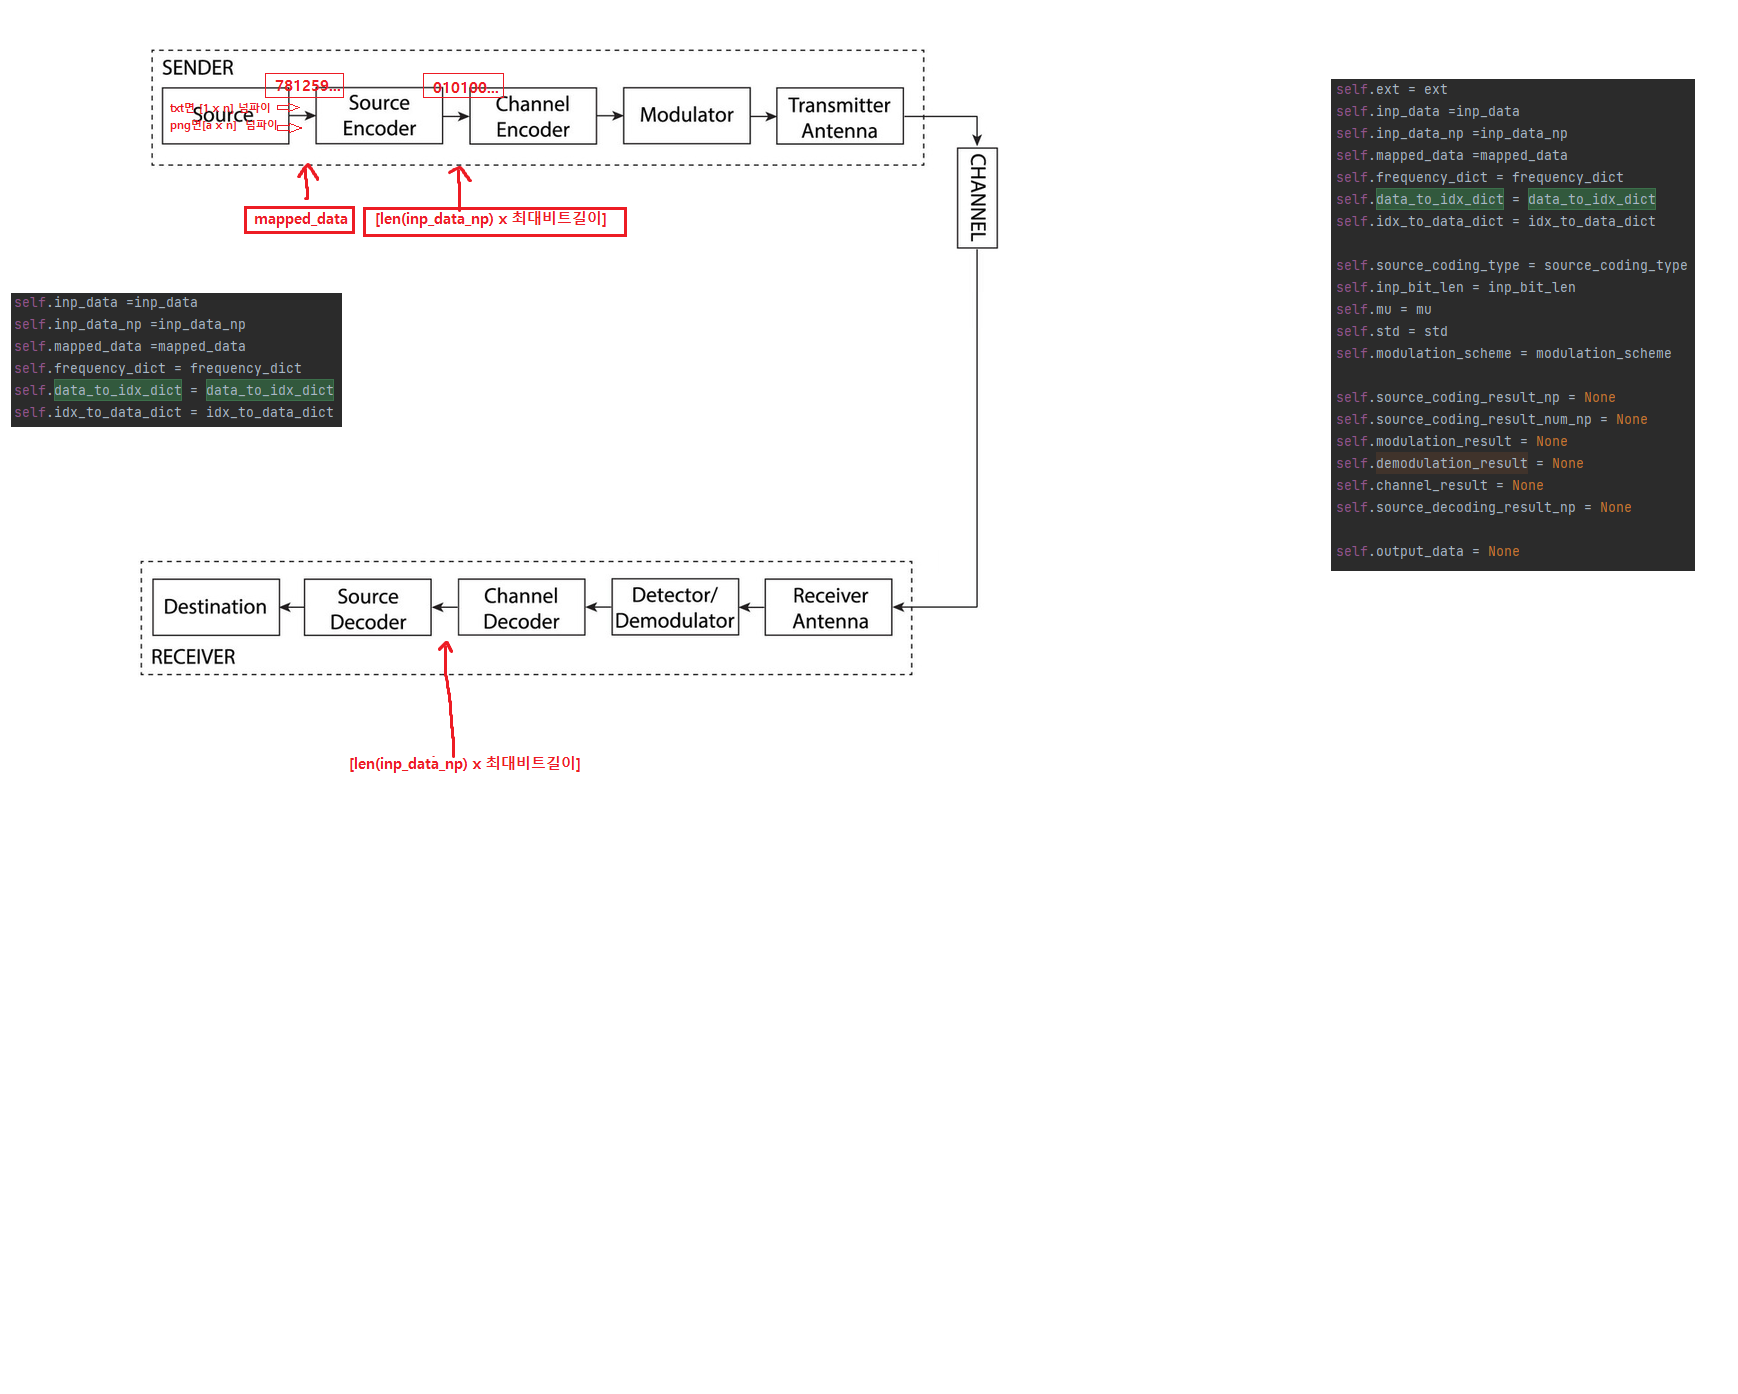 SENDER
781259...
010100...
txt면 [1 x n] 넘파이
png면[a x n] 넘파이
Source
Source
Encoder
Channel
Encoder
Modulator
Transmitter
Antenna
CHANNEL
mapped_data
[len(inp_data_np) x 최대비트길이]
self.inp_data =inp_data
self.inp_data_np =inp_data_np
self.mapped_data =mapped_data
self.frequency_dict = frequency_dict
self.data_to_idx_dict = data_to_idx_dict
self.idx_to_data_dict = idx_to_data_dict
self.ext = ext
self.inp_data =inp_data
self.inp_data_np =inp_data_np
self.mapped_data =mapped_data
self.frequency_dict = frequency_dict
self.data_to_idx_dict = data_to_idx_dict
self.idx_to_data_dict = idx_to_data_dict
self.source_coding_type = source_coding_type
self.inp_bit_len = inp_bit_len
self.mu = mu
self.std = std
self.modulation_scheme = modulation_scheme
self.source_coding_result_np = None
self.source_coding_result_num_np = None
self.modulation_result = None
self.demodulation_result = None
self.channel_result = None
self.source_decoding_result_np = None
self.output_data = None
Destination
Source
Decoder
Channel
Decoder
Detector/
Demodulator
Receiver
Antenna
RECEIVER
[len(inp_data_np) x 최대비트길이]